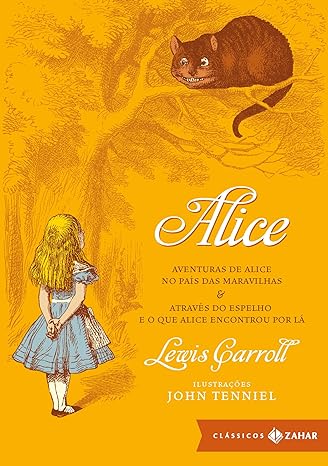 Alice
AVENTURAS DE ALICE
NO PAÍS DAS MARAVILHAS
&
ATRAVÉS DO ESPELHO
E O QUE ALICE ENCONTROU POR LÁ
Lewis Carroll
ILUSTRAÇÕES
JOHN TENNIEL
CLÁSSICOS ZAHAR